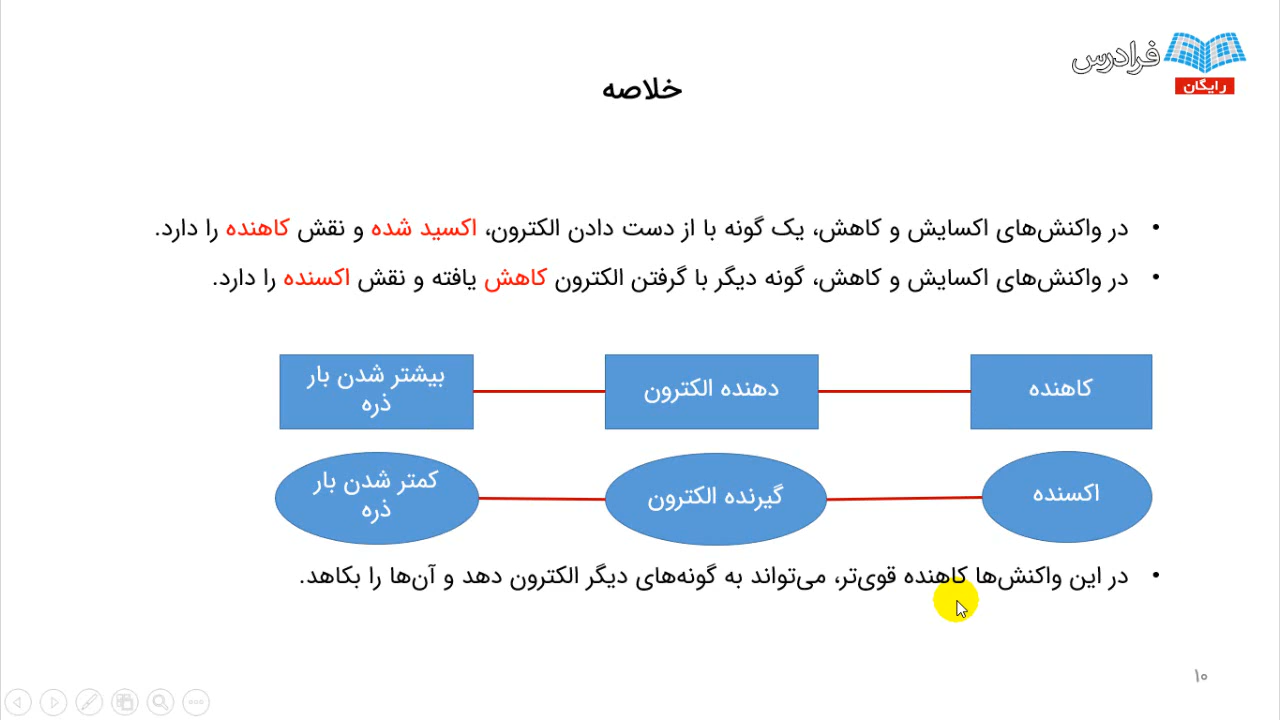 فرادرس
رایگان
خلاصه
• در واکنش‌های اکسایش و کاهش، یک گونه با از دست دادن الکترون، اکسید شده و نقش کاهنده را دارد.
• در واکنش‌های اکسایش و کاهش، گونه دیگر با گرفتن الکترون کاهش یافته و نقش اکسنده را دارد.
کاهنده
دهنده الکترون
بیشتر شدن بار
ذره
اکسنده
گیرنده الکترون
کمتر شدن بار
ذره
• در این واکنش‌ها کاهنده قوی‌تر، می‌تواند به گونه‌های دیگر الکترون دهد و آن‌ها را بکاهد.
۱۰